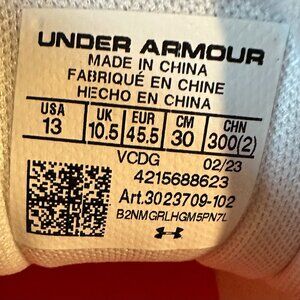 UNDER ARMOUR
MADE IN CHINA
FABRIQUÉ EN CHINE
HECHO EN CHINA
USA UK EUR CM CHN
13 10.5 45.5 30 300(2)
VCDG 02/23
4215688623
Art.3023709-102
B2NMGRLHGM5PN7L